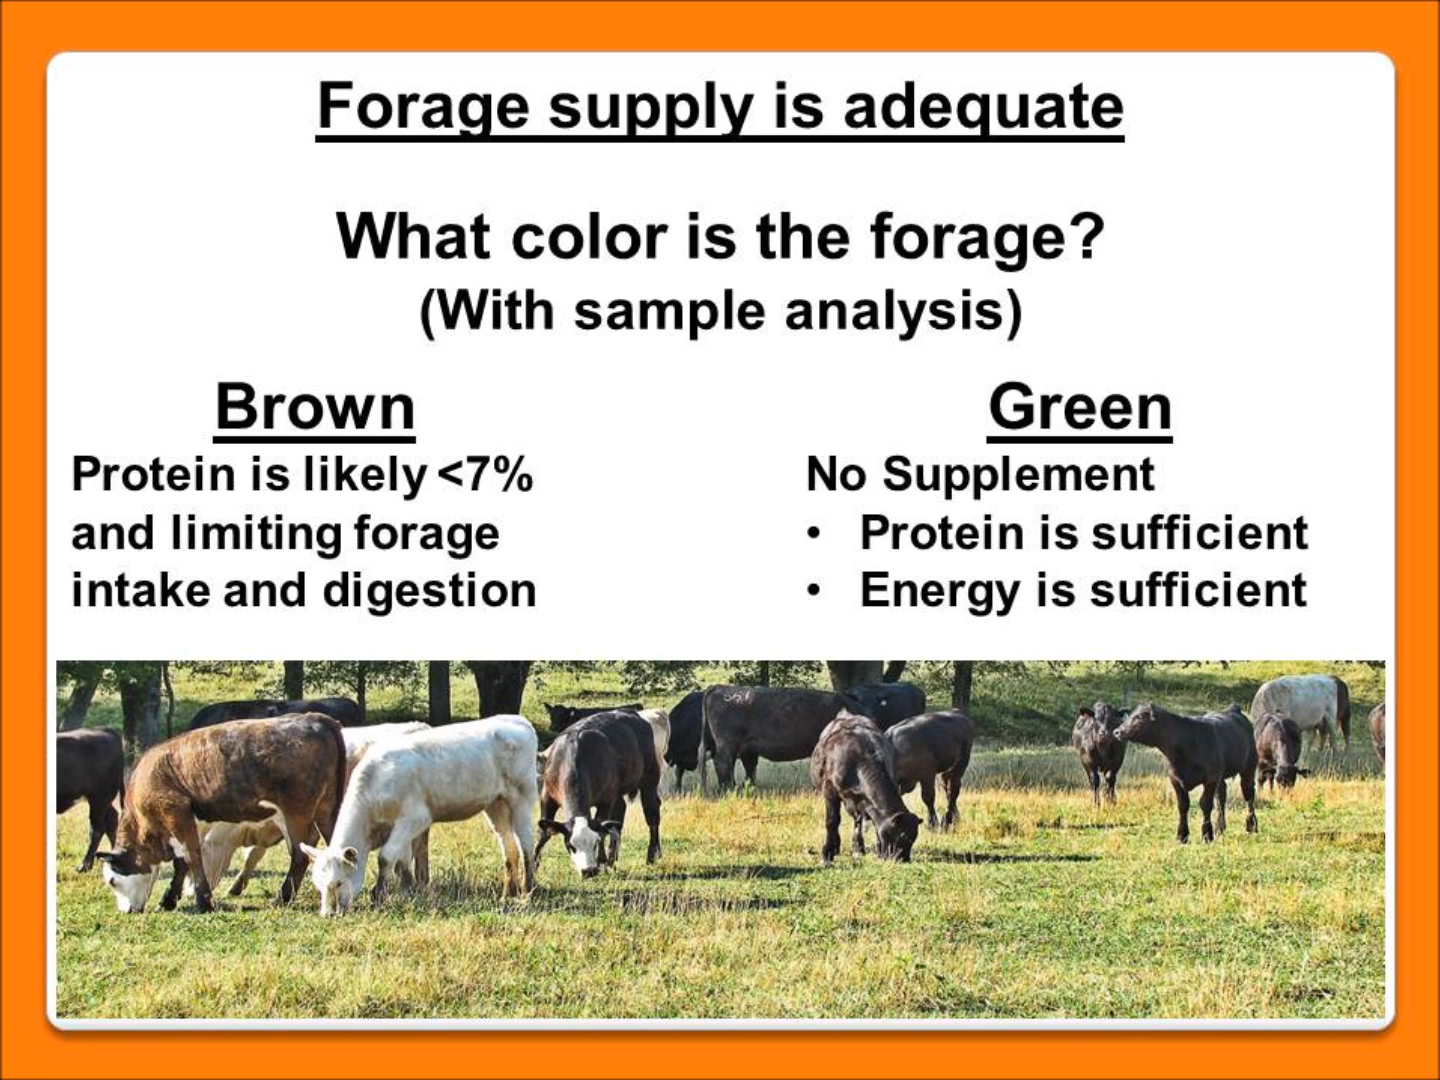 Forage supply is adequate
What color is the forage?
(With sample analysis)
Brown
Protein is likely <7%
and limiting forage
intake and digestion
Green
No Supplement
• Protein is sufficient
• Energy is sufficient